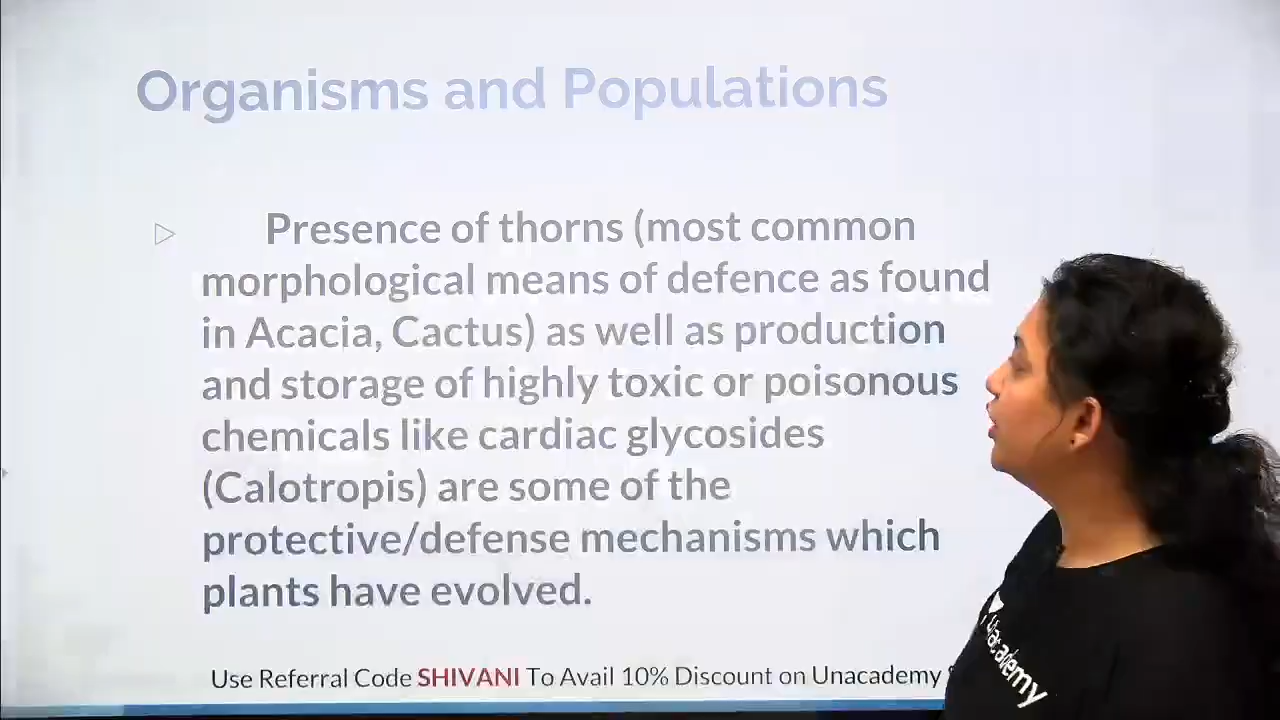 Organisms and Populations
Presence of thorns (most common
morphological means of defence as found
in Acacia, Cactus) as well as production
and storage of highly toxic or poisonous
chemicals like cardiac glycosides
(Calotropis) are some of the
protective/defense mechanisms which
plants have evolved.
Use Referral Code SHIVANI To Avail 10% Discount on Unacademy
unacademy